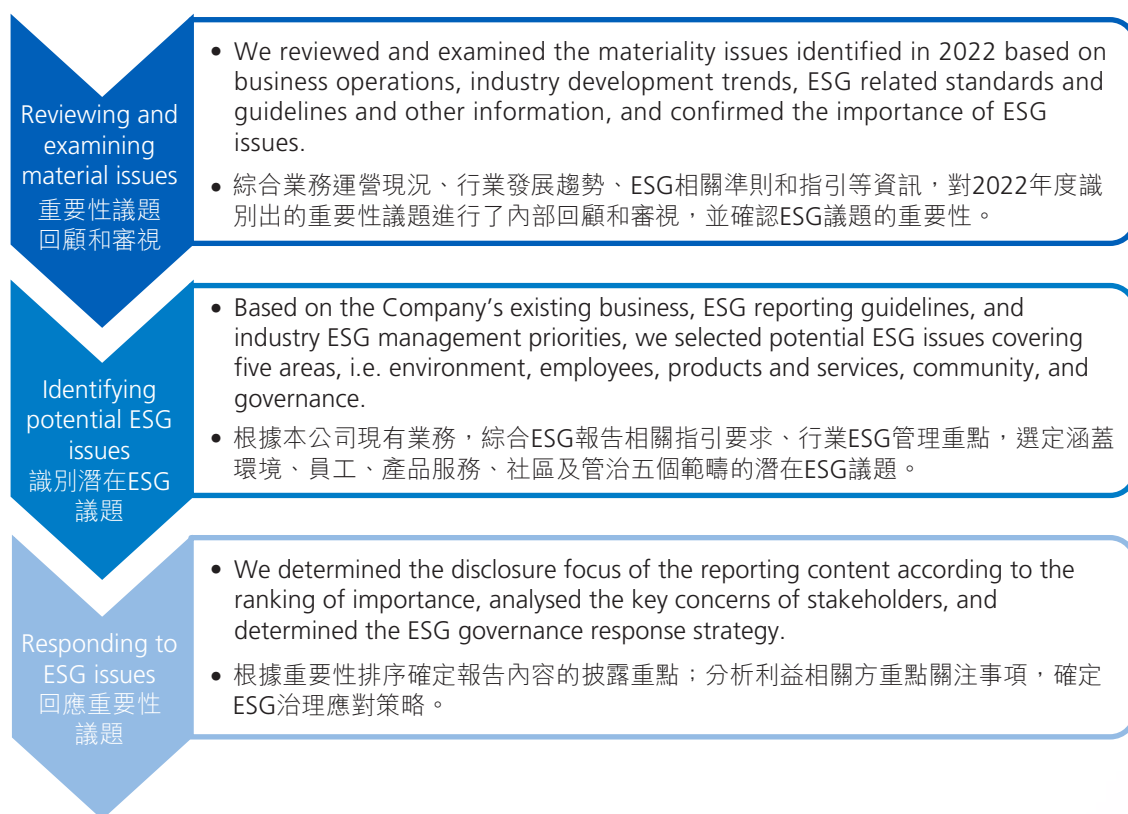 Reviewing and
examining
material issues
重要性議題
回顧和審視
• We reviewed and examined the materiality issues identified in 2022 based on
business operations, industry development trends, ESG related standards and
guidelines and other information, and confirmed the importance of ESG
issues.
• 綜合業務運營現況、行業發展趨勢、ESG相關準則和指引等資訊，對2022年度識
別出的重要性議題進行了內部回顧和審視，並確認ESG議題的重要性。
Identifying
potential ESG
issues
識別潛在ESG
議題
• Based on the Company’s existing business, ESG reporting guidelines, and
industry ESG management priorities, we selected potential ESG issues covering
five areas, i.e. environment, employees, products and services, community, and
governance.
• 根據本公司現有業務，綜合ESG報告相關指引要求、行業ESG管理重點，選定涵蓋
環境、員工、產品服務、社區及管治五個範疇的潛在ESG議題。
Responding to
ESG issues
回應重要性
議題
• We determined the disclosure focus of the reporting content according to the
ranking of importance, analysed the key concerns of stakeholders, and
determined the ESG governance response strategy.
• 根據重要性排序確定報告內容的披露重點；分析利益相關方重點關注事項，確定
ESG治理應對策略。